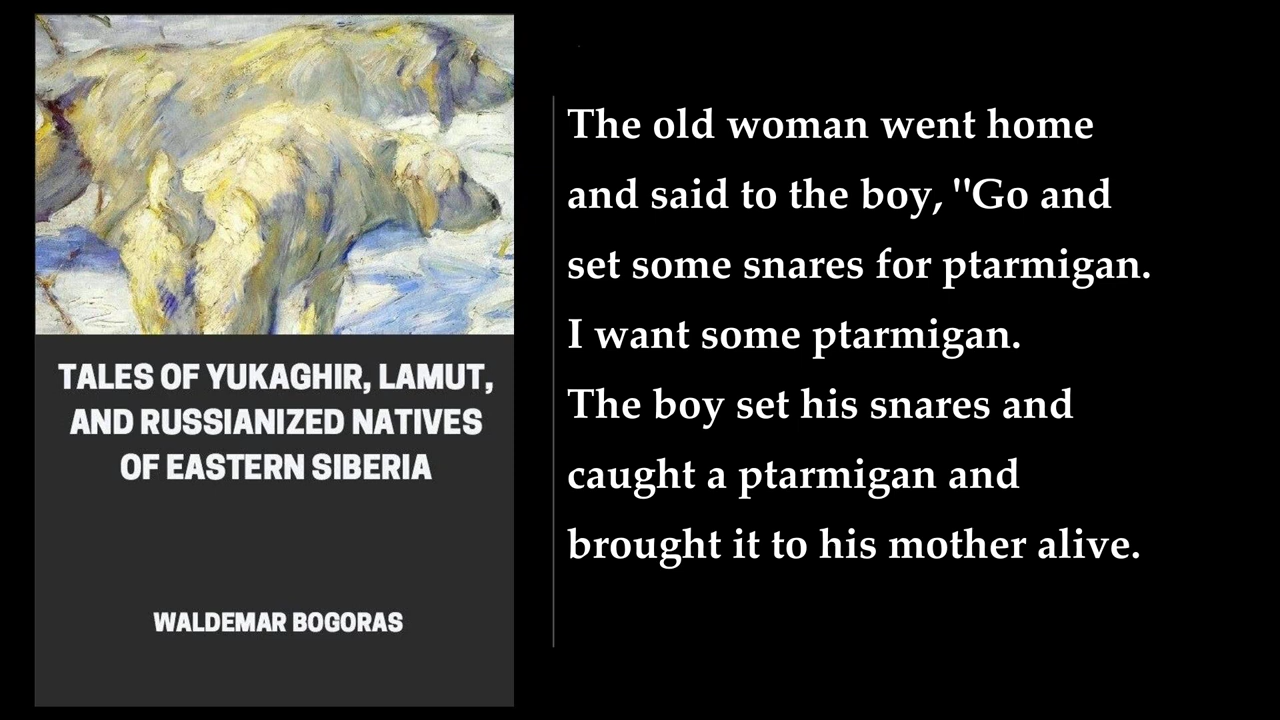 TALES OF YUKAGHIR, LAMUT,
AND RUSSIANIZED NATIVES
OF EASTERN SIBERIA
WALDEMAR BOGORAS
The old woman went home
and said to the boy, "Go and
set some snares for ptarmigan.
I want some ptarmigan.
The boy set his snares and
caught a ptarmigan and
brought it to his mother alive.